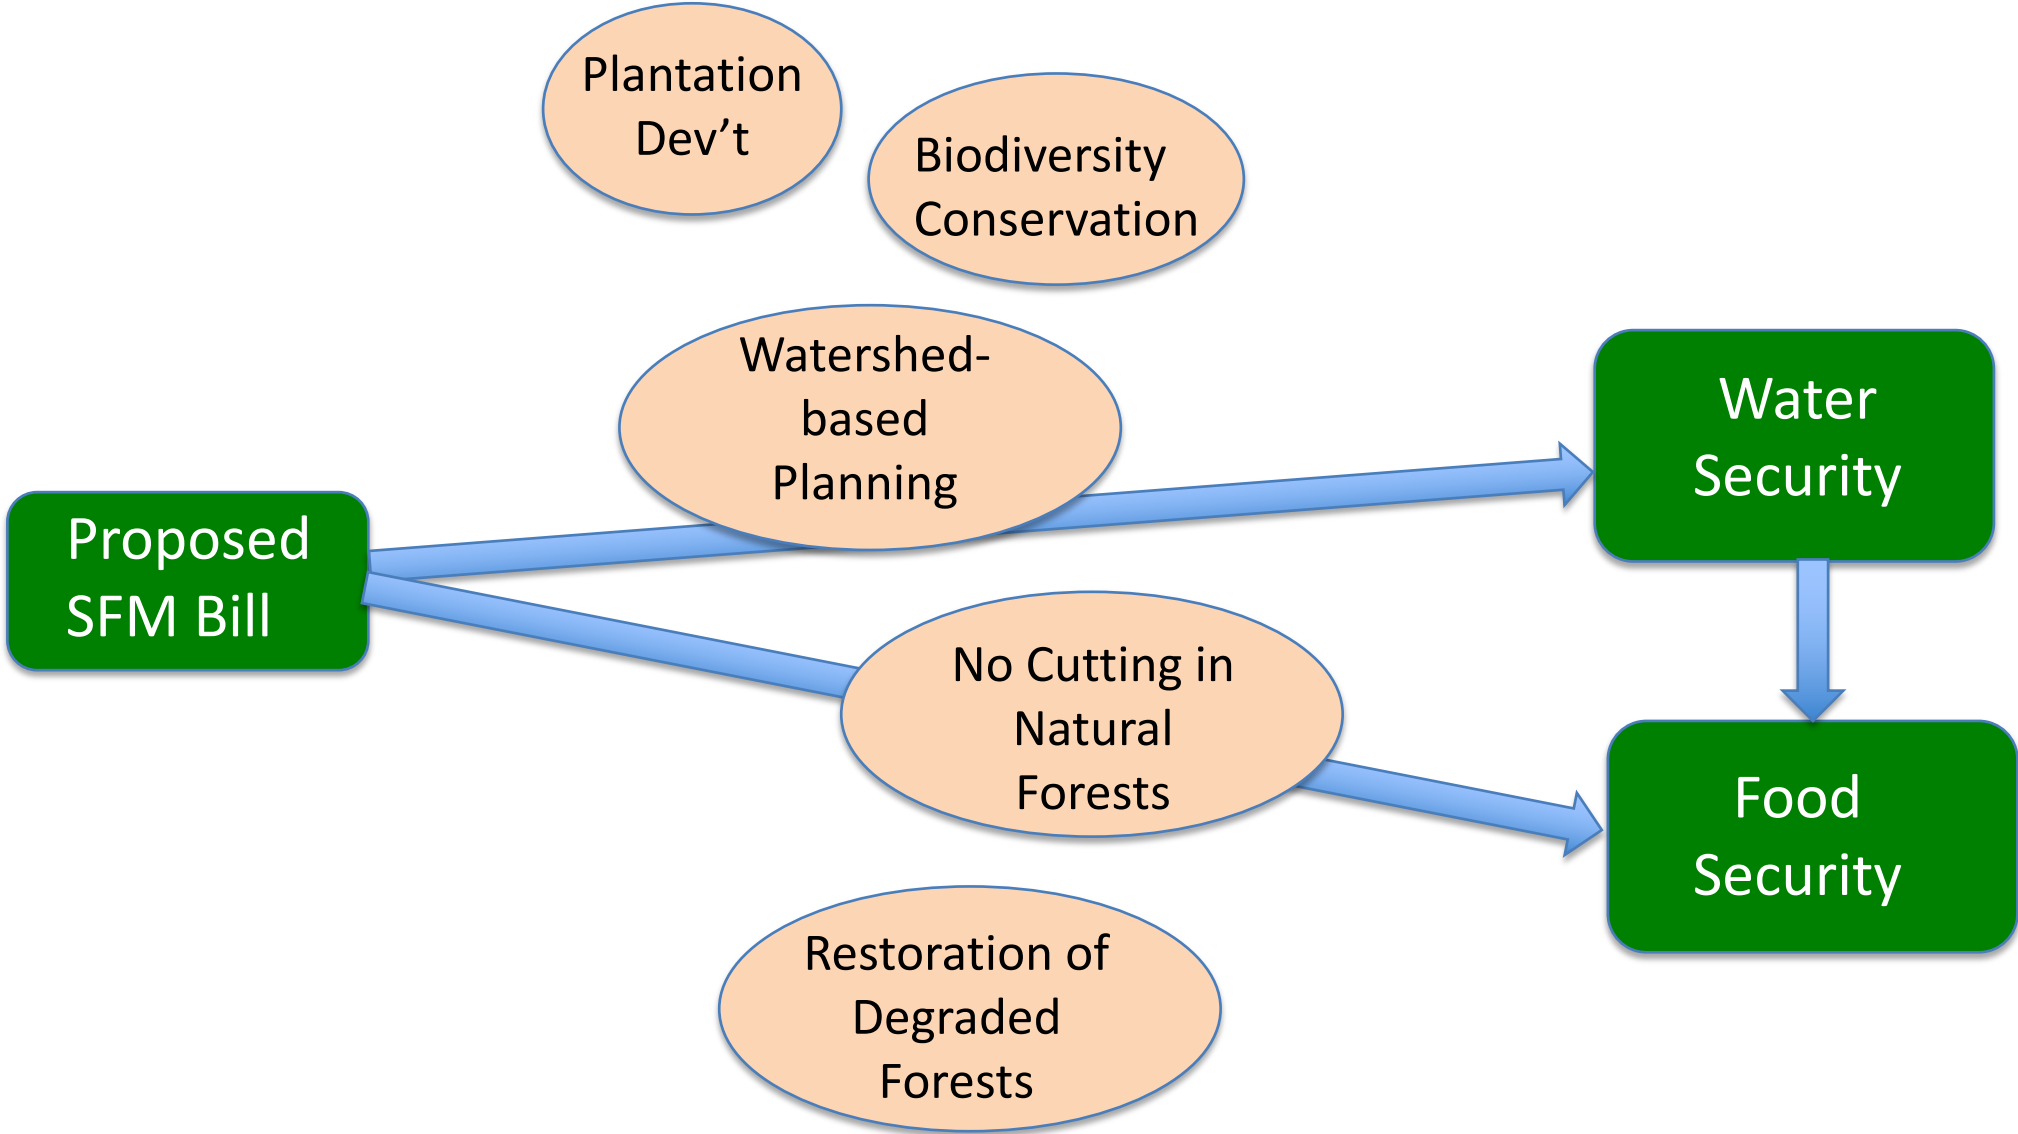 Plantation
Dev’t
Biodiversity
Conservation
Watershed-
based
Planning
Water
Security
Proposed
SFM Bill
No Cutting in
Natural
Forests
Food
Security
Restoration of
Degraded
Forests